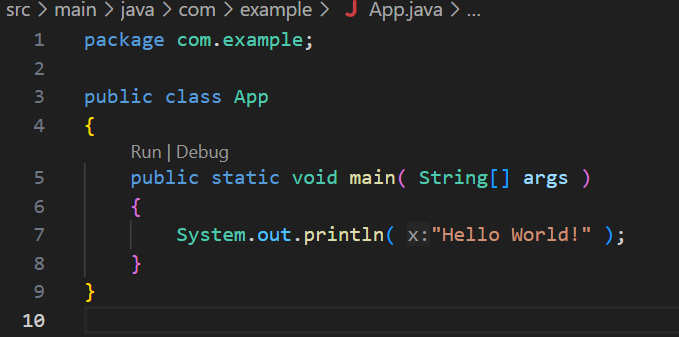 src > main > java > com > example > J App.java > ...
1 package com.example;
2
3 public class App
4 {
Run | Debug
5 public static void main( String[] args )
6 {
7 System.out.println( x:"Hello World!" );
8 }
9 }
10